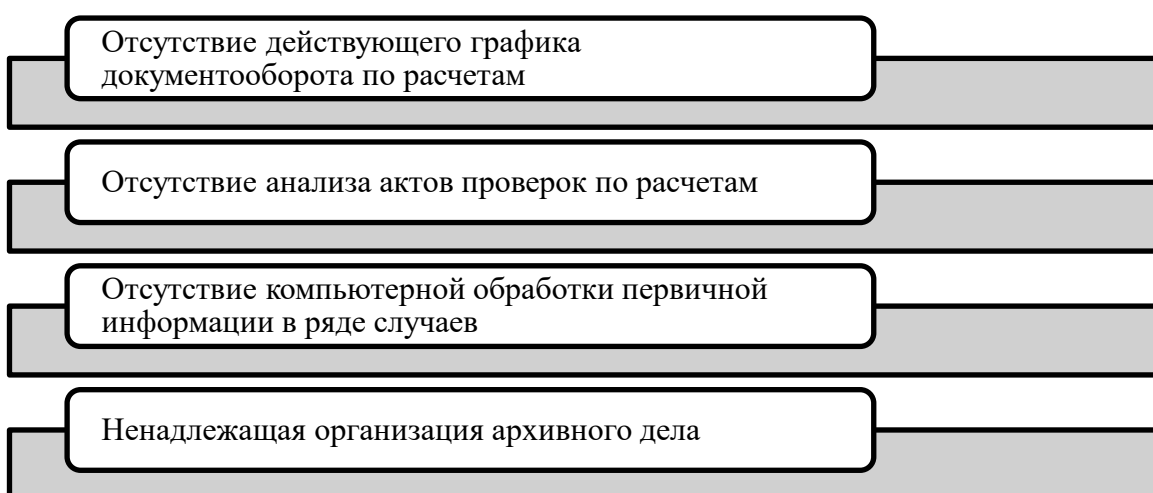 Отсутствие действующего графика
документооборота по расчетам
Отсутствие анализа актов проверок по расчетам
Отсутствие компьютерной обработки первичной
информации в ряде случаев
Ненадлежащая организация архивного дела